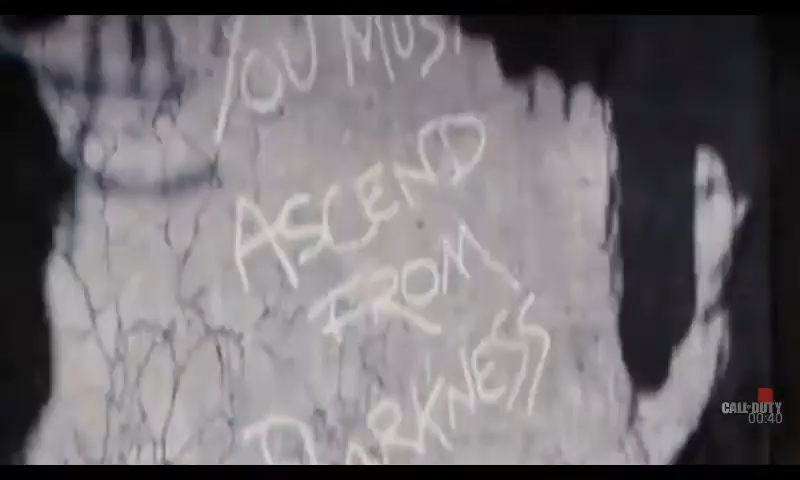 YOU MUST
ASCEND
FROM
DARKNESS
CALL OF DUTY
00:40